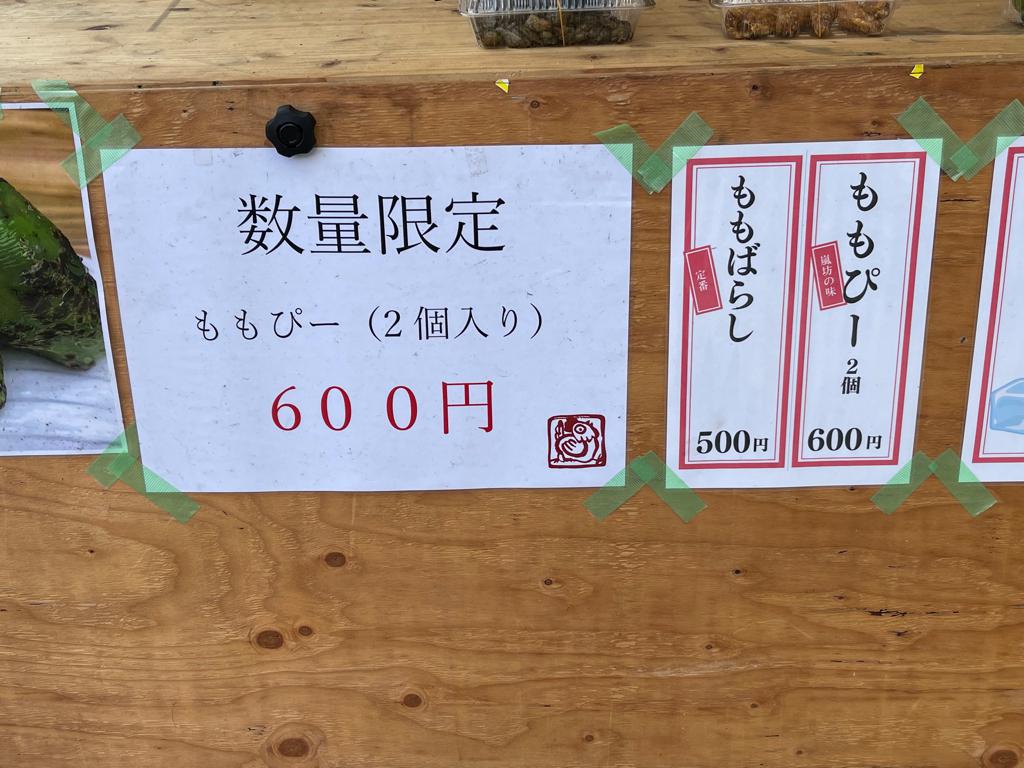 数量限定
ももぴー(2個入り)
600円
ももぴー2個
嵐坊の味
600円
ももばらし
定番
500円